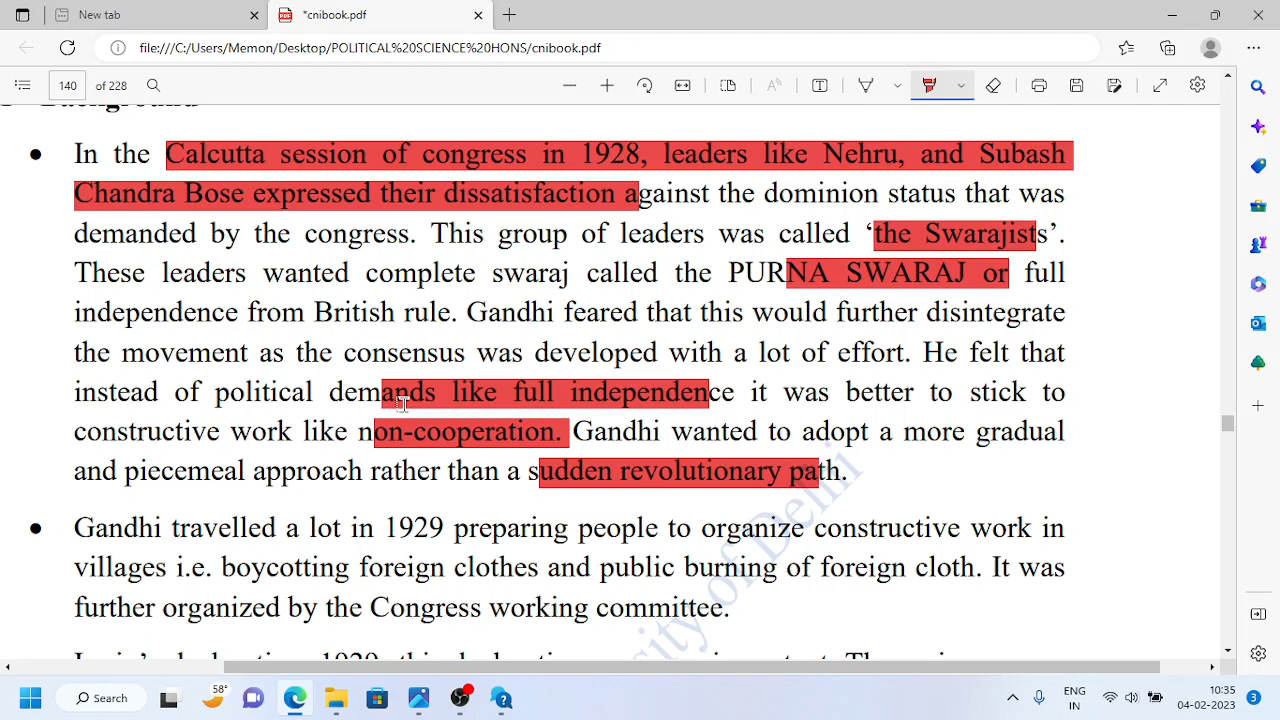 New tab
*cnibook.pdf
file:///C:/Users/Memon/Desktop/POLITICAL%20SCIENCE%20HONS/cnibook.pdf
140 of 228
In the Calcutta session of congress in 1928, leaders like Nehru, and Subash
Chandra Bose expressed their dissatisfaction against the dominion status that was
demanded by the congress. This group of leaders was called ‘the Swarajists’.
These leaders wanted complete swaraj called the PURNA SWARAJ or full
independence from British rule. Gandhi feared that this would further disintegrate
the movement as the consensus was developed with a lot of effort. He felt that
instead of political demands like full independence it was better to stick to
constructive work like non-cooperation. Gandhi wanted to adopt a more gradual
and piecemeal approach rather than a sudden revolutionary path.
Gandhi travelled a lot in 1929 preparing people to organize constructive work in
villages i.e. boycotting foreign clothes and public burning of foreign cloth. It was
further organized by the Congress working committee.
of Delhi
58°
Search
ENG
IN
10:35
04-02-2023
3